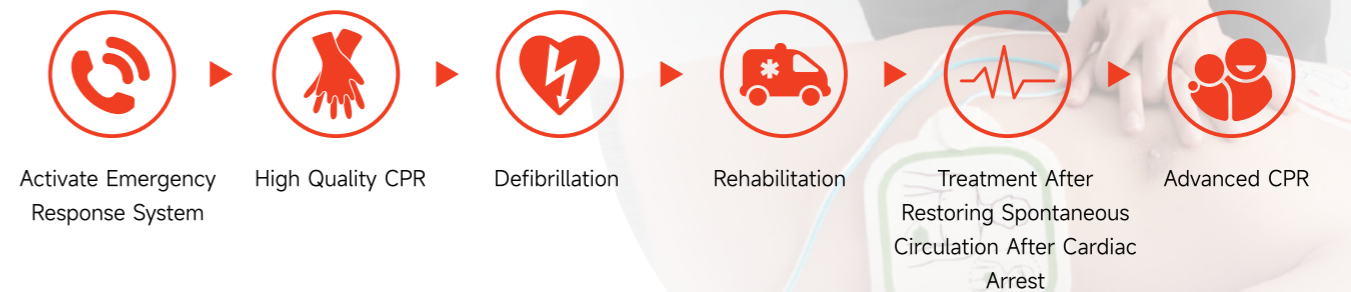 Activate Emergency
Response System
High Quality CPR
Defibrillation
Rehabilitation
Treatment After
Restoring Spontaneous
Circulation After Cardiac
Arrest
Advanced CPR